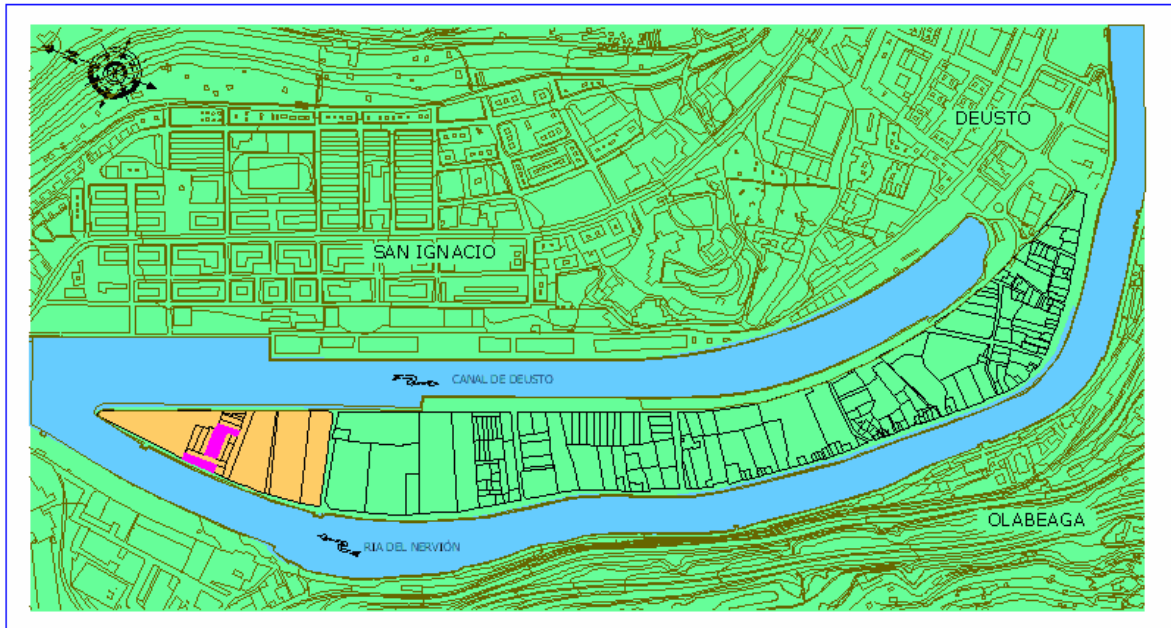 DEUSTO
SAN IGNACIO
CANAL DE DEUSTO
OLABEAGA
RIA DEL NERVIÓN